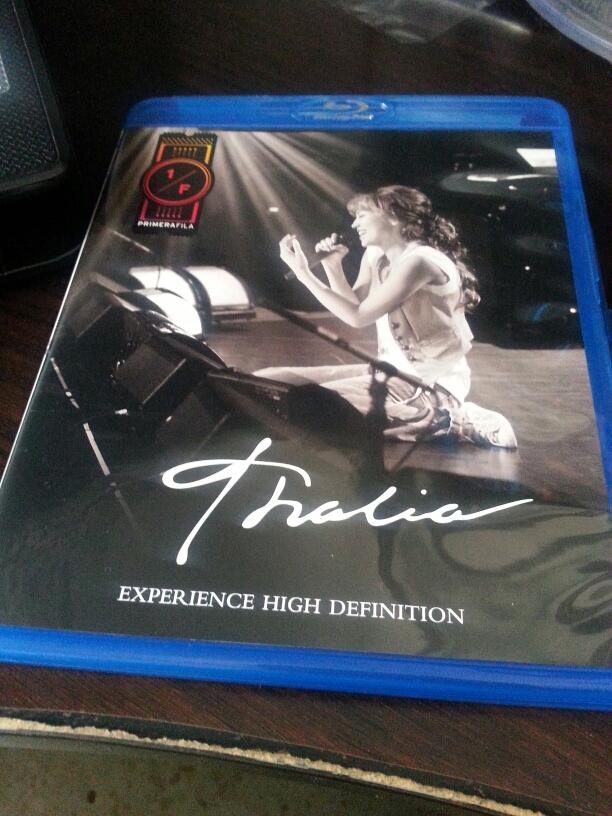 Blu-ray Disc
1/F
PRIMERAFILA
Thalia
EXPERIENCE HIGH DEFINITION